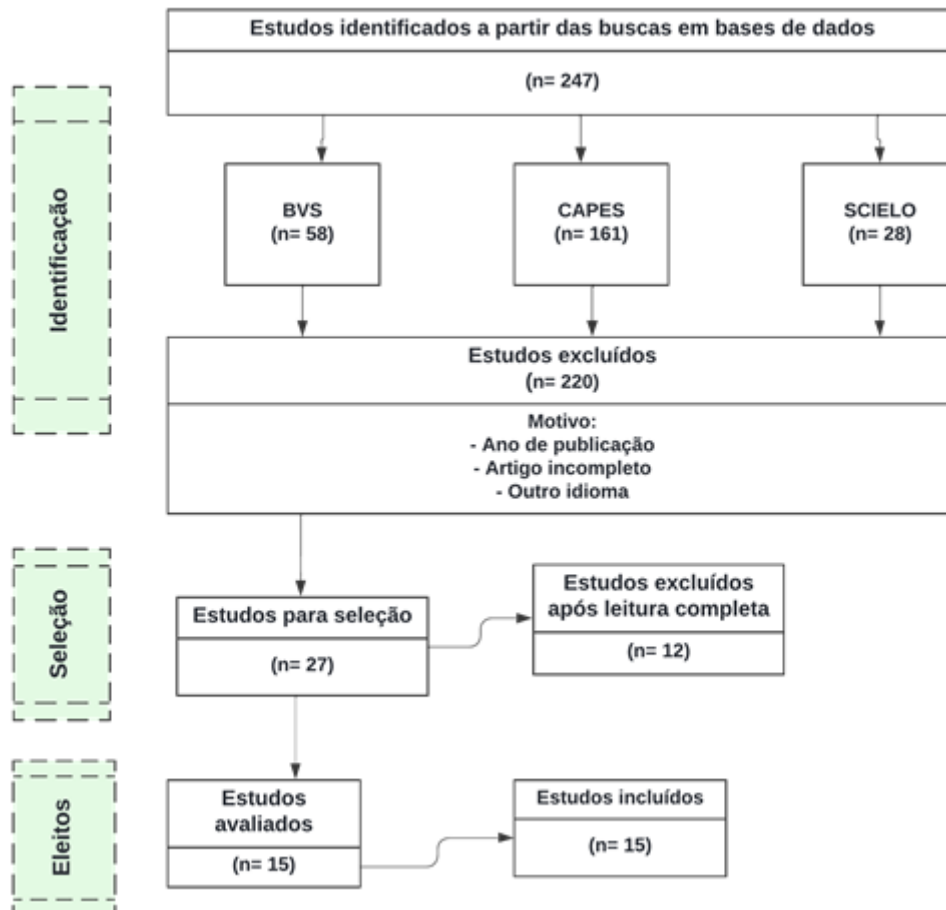 Estudos identificados a partir das buscas em bases de dados
(n= 247)
Identificação
BVS
(n= 58)
CAPES
(n= 161)
SCIELO
(n= 28)
Estudos excluídos
(n= 220)
Motivo:
- Ano de publicação
- Artigo incompleto
- Outro idioma
Seleção
Estudos para seleção
(n= 27)
Estudos excluídos
após leitura completa
(n= 12)
Eleitos
Estudos
avaliados
(n= 15)
Estudos incluídos
(n= 15)